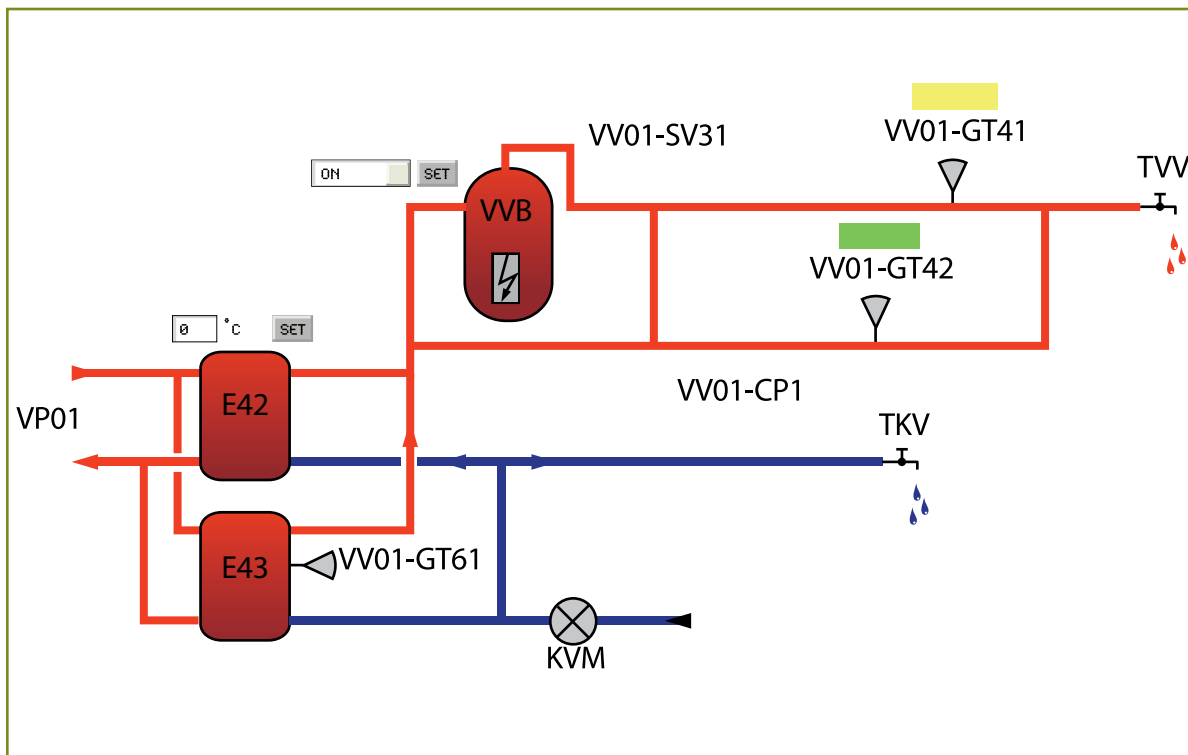 VV01-GT41
VV01-SV31
TVV
ON
SET
VVB
VV01-GT42
0 °C
SET
E42
VV01-CP1
VP01
TKV
E43
VV01-GT61
KVM